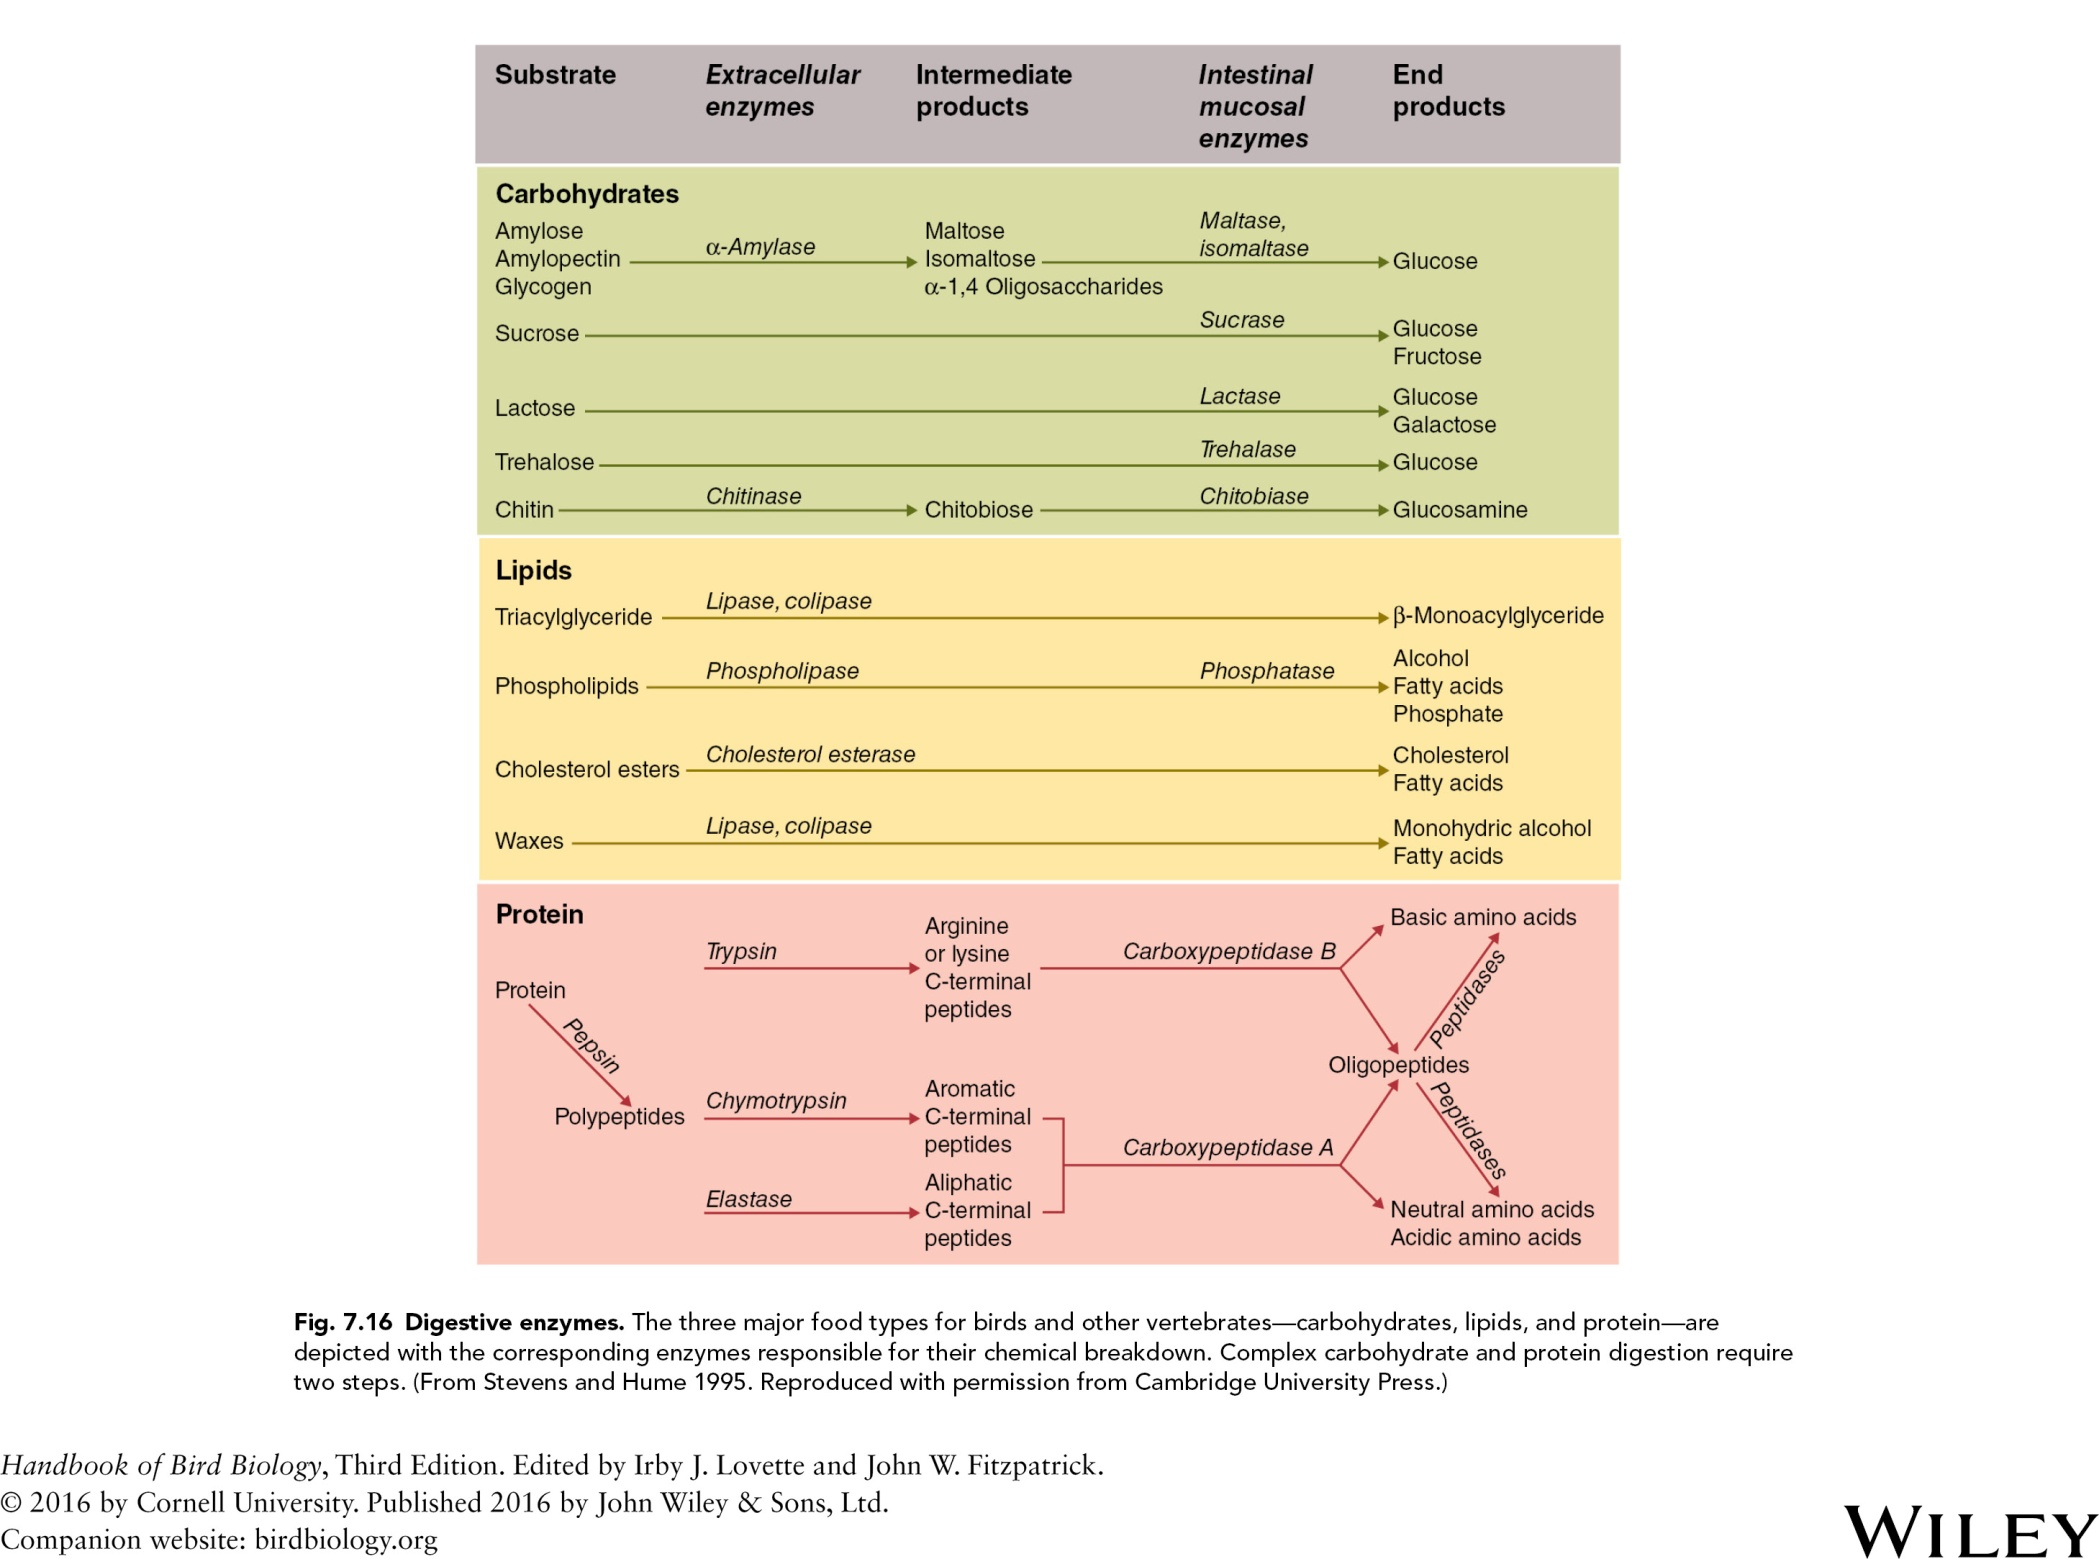 Substrate Extracellular enzymes Intermediate products Intestinal mucosal enzymes End products
Carbohydrates
Amylose
Amylopectin
Glycogen
α-Amylase
Maltose
Isomaltose
α-1,4 Oligosaccharides
Maltase,
isomaltase
Glucose
Sucrose
Sucrase
Glucose
Fructose
Lactose
Lactase
Glucose
Galactose
Trehalose
Trehalase
Glucose
Chitin
Chitinase
Chitobiose
Chitobiase
Glucosamine
Lipids
Triacylglyceride
Lipase, colipase
β-Monoacylglyceride
Phospholipids
Phospholipase
Phosphatase
Alcohol
Fatty acids
Phosphate
Cholesterol esters
Cholesterol esterase
Cholesterol
Fatty acids
Waxes
Lipase, colipase
Monohydric alcohol
Fatty acids
Protein
Protein
Pepsin
Polypeptides
Trypsin
Arginine
or lysine
C-terminal
peptides
Carboxypeptidase B
Basic amino acids
Peptidases
Oligopeptides
Chymotrypsin
Aromatic
C-terminal
peptides
Elastase
Aliphatic
C-terminal
peptides
Carboxypeptidase A
Peptidases
Neutral amino acids
Acidic amino acids
Fig. 7.16 Digestive enzymes. The three major food types for birds and other vertebrates—carbohydrates, lipids, and protein—are
depicted with the corresponding enzymes responsible for their chemical breakdown. Complex carbohydrate and protein digestion require
two steps. (From Stevens and Hume 1995. Reproduced with permission from Cambridge University Press.)
Handbook of Bird Biology, Third Edition. Edited by Irby J. Lovette and John W. Fitzpatrick.
© 2016 by Cornell University. Published 2016 by John Wiley & Sons, Ltd.
Companion website: birdbiology.org
WILEY